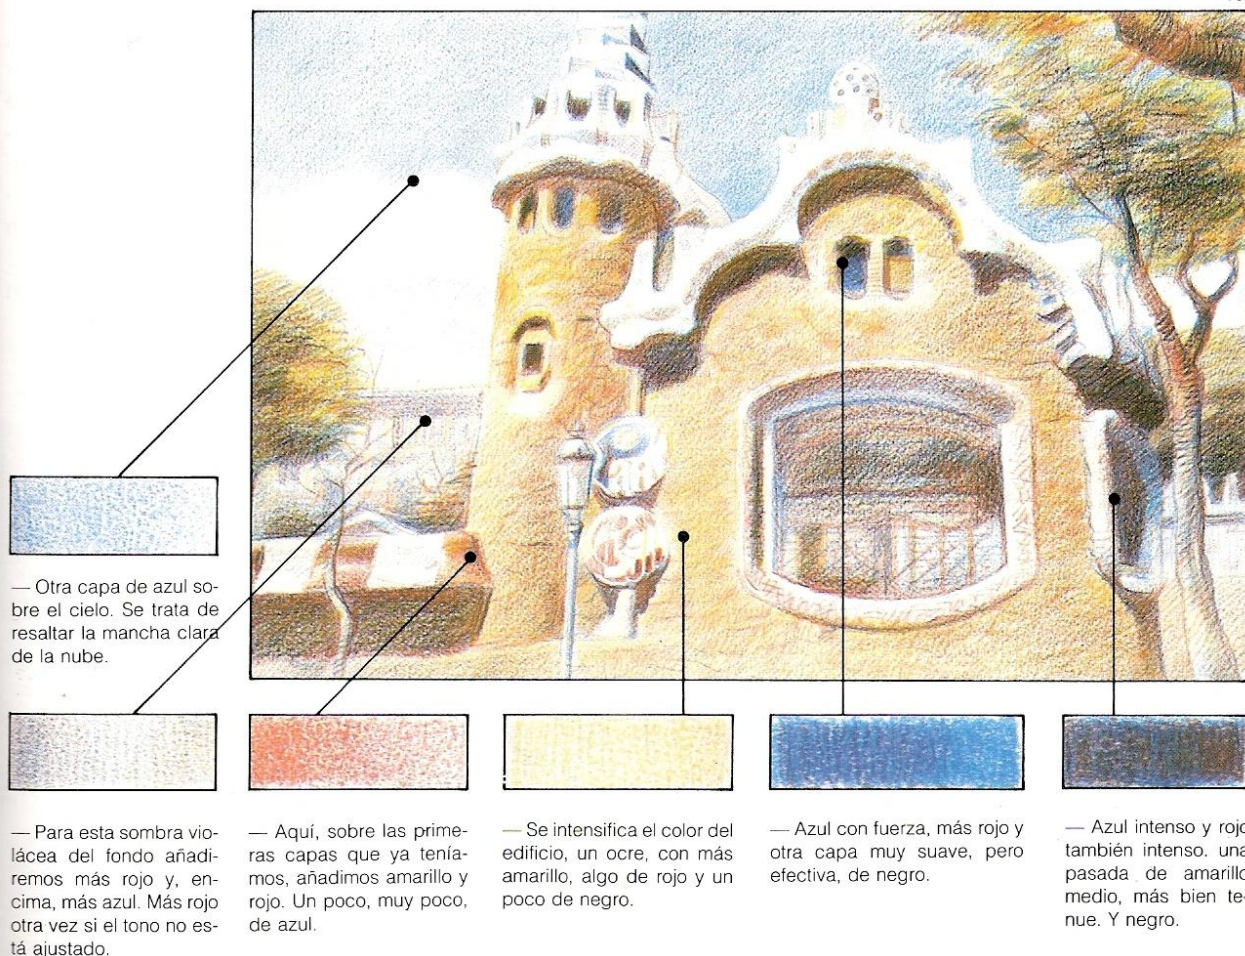 — Otra capa de azul so-
bre el cielo. Se trata de
resaltar la mancha clara
de la nube.
— Para esta sombra vio-
lácea del fondo añadi-
remos más rojo y, en-
cima, más azul. Más rojo
otra vez si el tono no es-
tá ajustado.
— Aquí, sobre las prime-
ras capas que ya tenía-
mos, añadimos amarillo y
rojo. Un poco, muy poco,
de azul.
— Se intensifica el color del
edificio, un ocre, con más
amarillo, algo de rojo y un
poco de negro.
— Azul con fuerza, más rojo y
otra capa muy suave, pero
efectiva, de negro.
— Azul intenso y rojo
también intenso. una
pasada de amarillo
medio, más bien te-
nue. Y negro.